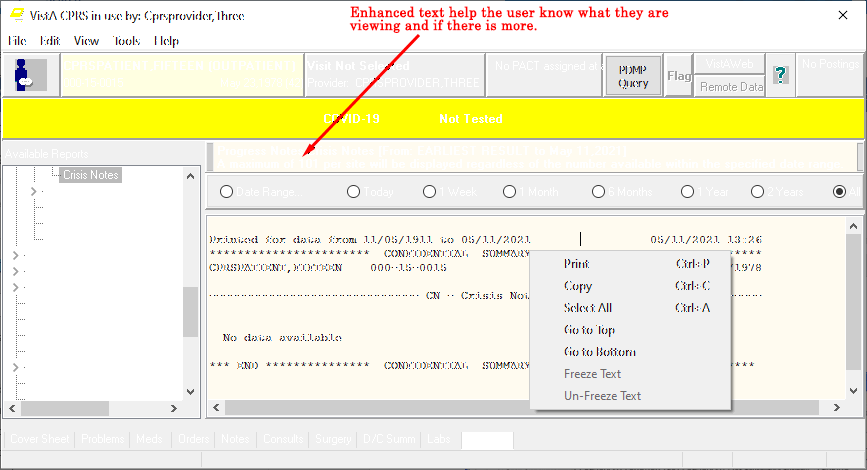 VistA CPRS in use by: Cprsprovider,Three
Enhanced text help the user know what they are
viewing and if there is more.
File Edit View Tools Help
Visit Not Selected
Provider: CPRSPROVIDER,THREE
No PACT assigned at
PDMP
Query
Flag
VistAWeb
Remote Data
?
No Postings
COVID-19 Not Tested
Available Reports
Crisis Notes
Date Range Today 1 Week 1 Month 6 Months 1 Year 2 Years All
Printed for data from 11/05/1911 to 05/11/2021 05/11/2021 13:26
CONFIDENTIAL SUMMARY
CPRSPATIENT,FIFTEEN 000-15-0015 /1978
CN - Crisis Not
No data available
*** END *************** CONFIDENTIAL SUMMARY
Print Ctrl+P
Copy Ctrl+C
Select All Ctrl+A
Go to Top
Go to Bottom
Freeze Text
Un-Freeze Text
Cover Sheet Problems Meds Orders Notes Consults Surgery D/C Summ Labs